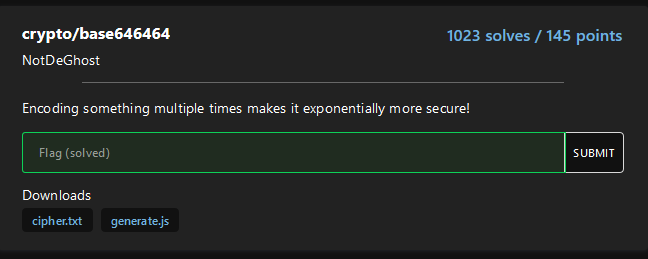 crypto/base646464
1023 solves / 145 points
NotDeGhost
Encoding something multiple times makes it exponentially more secure!
Flag (solved)
SUBMIT
Downloads
cipher.txt
generate.js